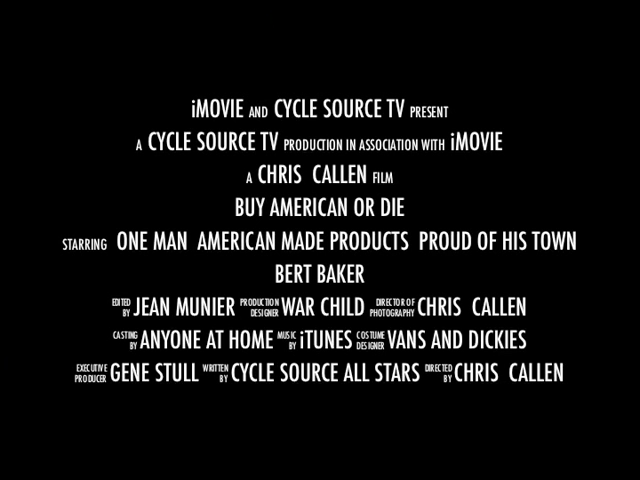 iMOVIE AND CYCLE SOURCE TV PRESENT
A CYCLE SOURCE TV PRODUCTION IN ASSOCIATION WITH iMOVIE
A CHRIS CALLEN FILM
BUY AMERICAN OR DIE
STARRING ONE MAN AMERICAN MADE PRODUCTS PROUD OF HIS TOWN
BERT BAKER
EDITED BY JEAN MUNIER PRODUCTION DESIGNER WAR CHILD DIRECTOR OF PHOTOGRAPHY CHRIS CALLEN
CASTING BY ANYONE AT HOME MUSIC BY iTUNES COSTUME DESIGNER VANS AND DICKIES
EXECUTIVE PRODUCER GENE STULL WRITTEN BY CYCLE SOURCE ALL STARS DIRECTED BY CHRIS CALLEN